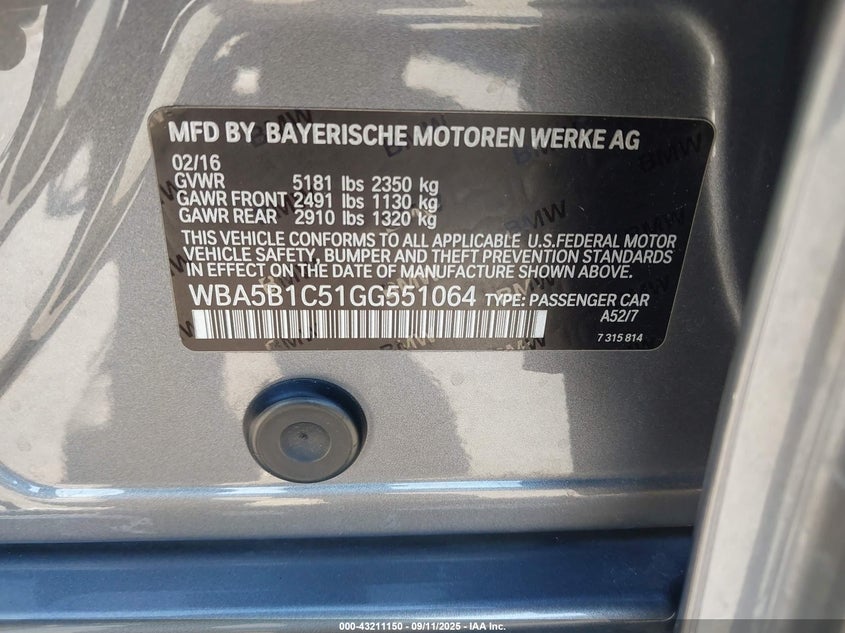 MFD BY BAYERISCHE MOTOREN WERKE AG
02/16
GVWR 5181 lbs 2350 kg
GAWR FRONT 2491 lbs 1130 kg
GAWR REAR 2910 lbs 1320 kg
THIS VEHICLE CONFORMS TO ALL APPLICABLE U.S.FEDERAL MOTOR
VEHICLE SAFETY, BUMPER AND THEFT PREVENTION STANDARDS
IN EFFECT ON THE DATE OF MANUFACTURE SHOWN ABOVE.
WBA5B1C51GG551064 TYPE: PASSENGER CAR
A52/7
7 315 814
000-43211150 - 09/11/2025 - IAA Inc.